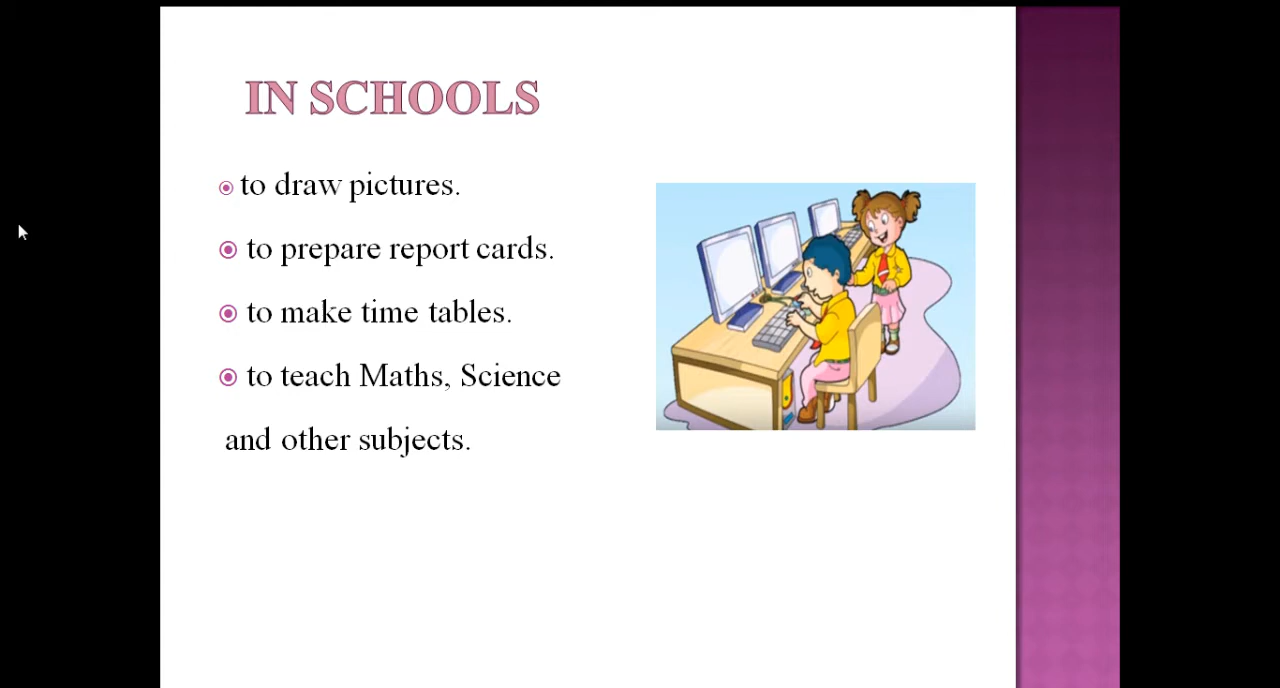 IN SCHOOLS
to draw pictures.
to prepare report cards.
to make time tables.
to teach Maths, Science
and other subjects.